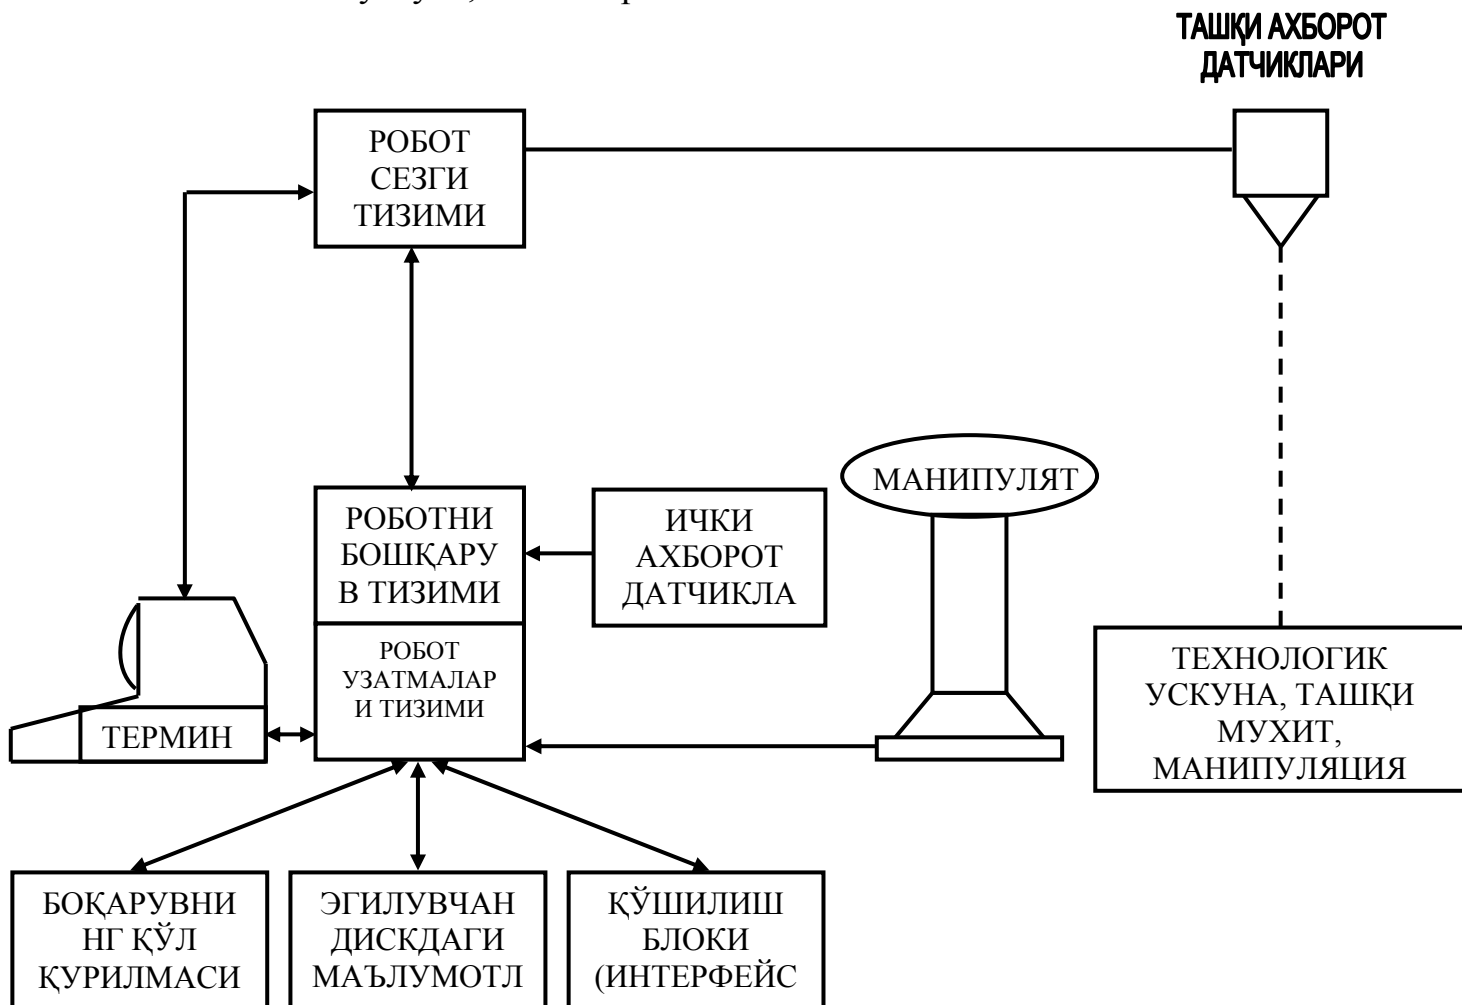 ТАШҚИ АХБОРОТ
ДАТЧИКЛАРИ
РОБОТ
СЕЗГИ
ТИЗИМИ
МАНИПУЛЯТ
РОБОТНИ
БОШҚАРУ
В ТИЗИМИ
ИЧКИ
АХБОРОТ
ДАТЧИКЛА
РОБОТ
УЗАТМАЛАР
И ТИЗИМИ
ТЕРМИН
ТЕХНОЛОГИК
УСКУНА, ТАШҚИ
МУХИТ,
МАНИПУЛЯЦИЯ
БОҚАРУВНИ
НГ ҚЎЛ
ҚУРИЛМАСИ
ЭГИЛУВЧАН
ДИСКДАГИ
МАЪЛУМОТЛ
ҚЎШИЛИШ
БЛОКИ
(ИНТЕРФЕЙС